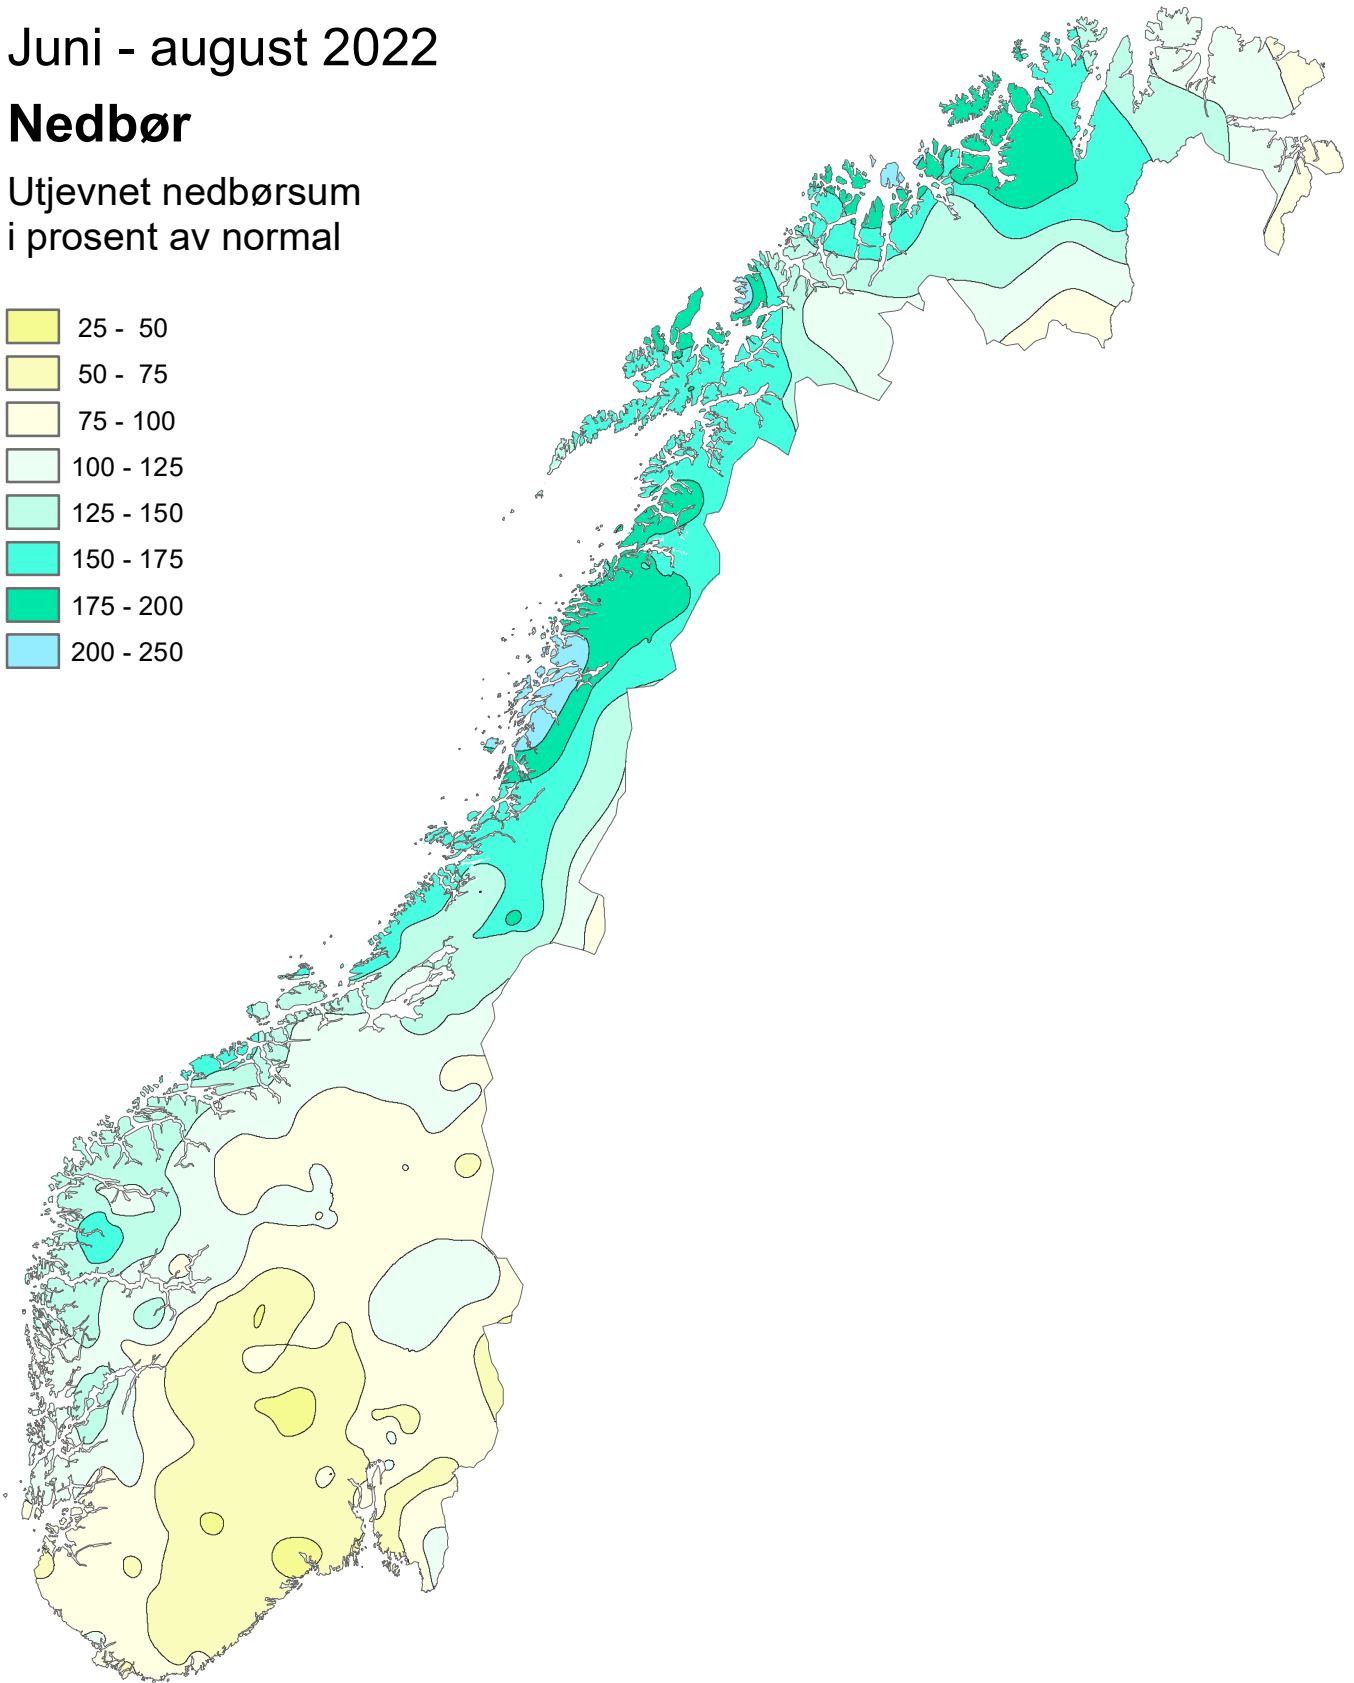 Juni - august 2022
Nedbør
Utjevnet nedbørsum
i prosent av normal
25 - 50
50 - 75
75 - 100
100 - 125
125 - 150
150 - 175
175 - 200
200 - 250